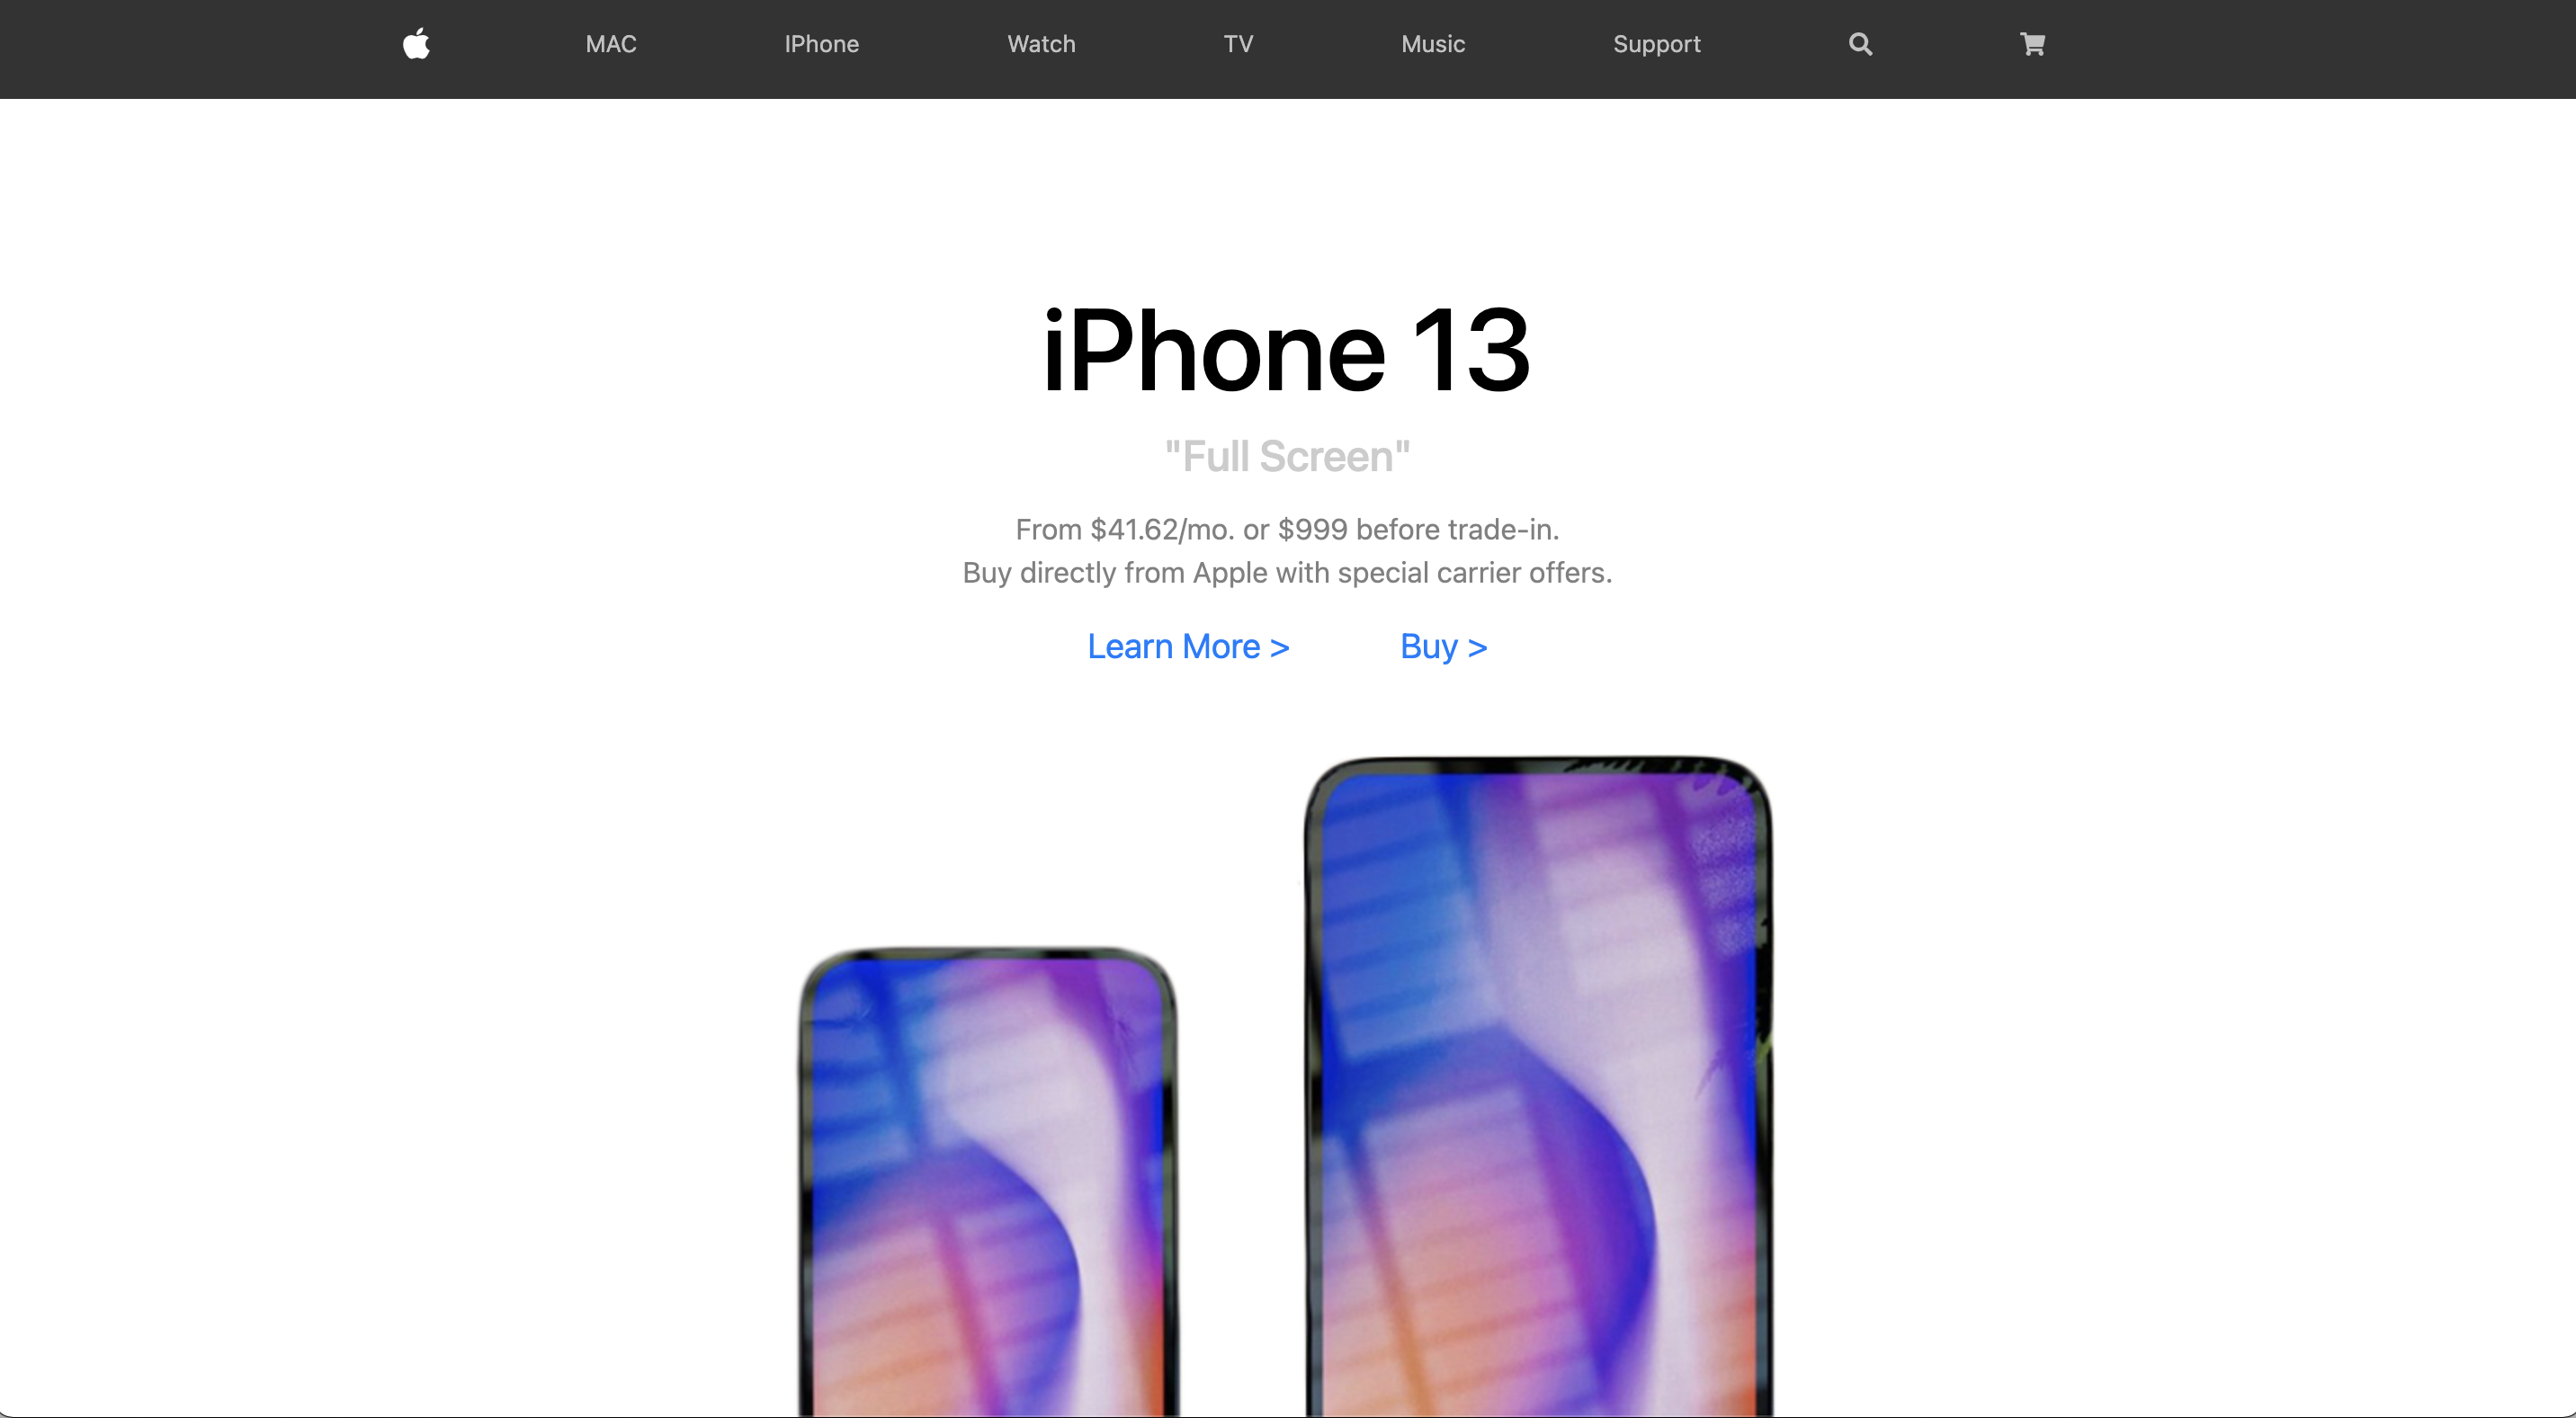 MAC IPhone Watch TV Music Support
iPhone 13
"Full Screen"
From $41.62/mo. or $999 before trade-in.
Buy directly from Apple with special carrier offers.
Learn More > Buy >